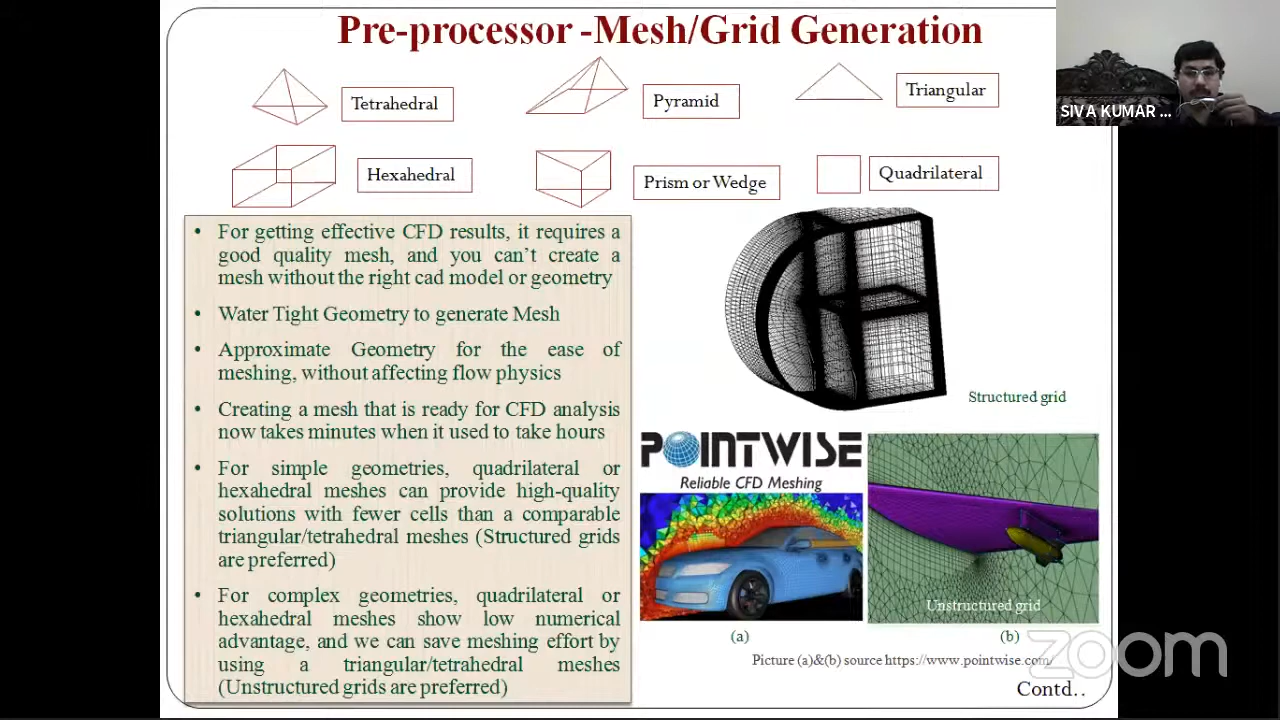 Pre-processor -Mesh/Grid Generation
Tetrahedral
Pyramid
Triangular
SIVA KUMAR ...
Hexahedral
Prism or Wedge
Quadrilateral
• For getting effective CFD results, it requires a
good quality mesh, and you can't create a
mesh without the right cad model or geometry
• Water Tight Geometry to generate Mesh
• Approximate Geometry for the ease of
meshing, without affecting flow physics
• Creating a mesh that is ready for CFD analysis
now takes minutes when it used to take hours
• For simple geometries, quadrilateral or
hexahedral meshes can provide high-quality
solutions with fewer cells than a comparable
triangular/tetrahedral meshes (Structured grids
are preferred)
• For complex geometries, quadrilateral or
hexahedral meshes show low numerical
advantage, and we can save meshing effort by
using a triangular/tetrahedral meshes
(Unstructured grids are preferred)
Structured grid
POINTWISE
Reliable CFD Meshing
Unstructured grid
(a)
(b)
Picture (a)&(b) source https://www.pointwise.com/
zoom
Contd..